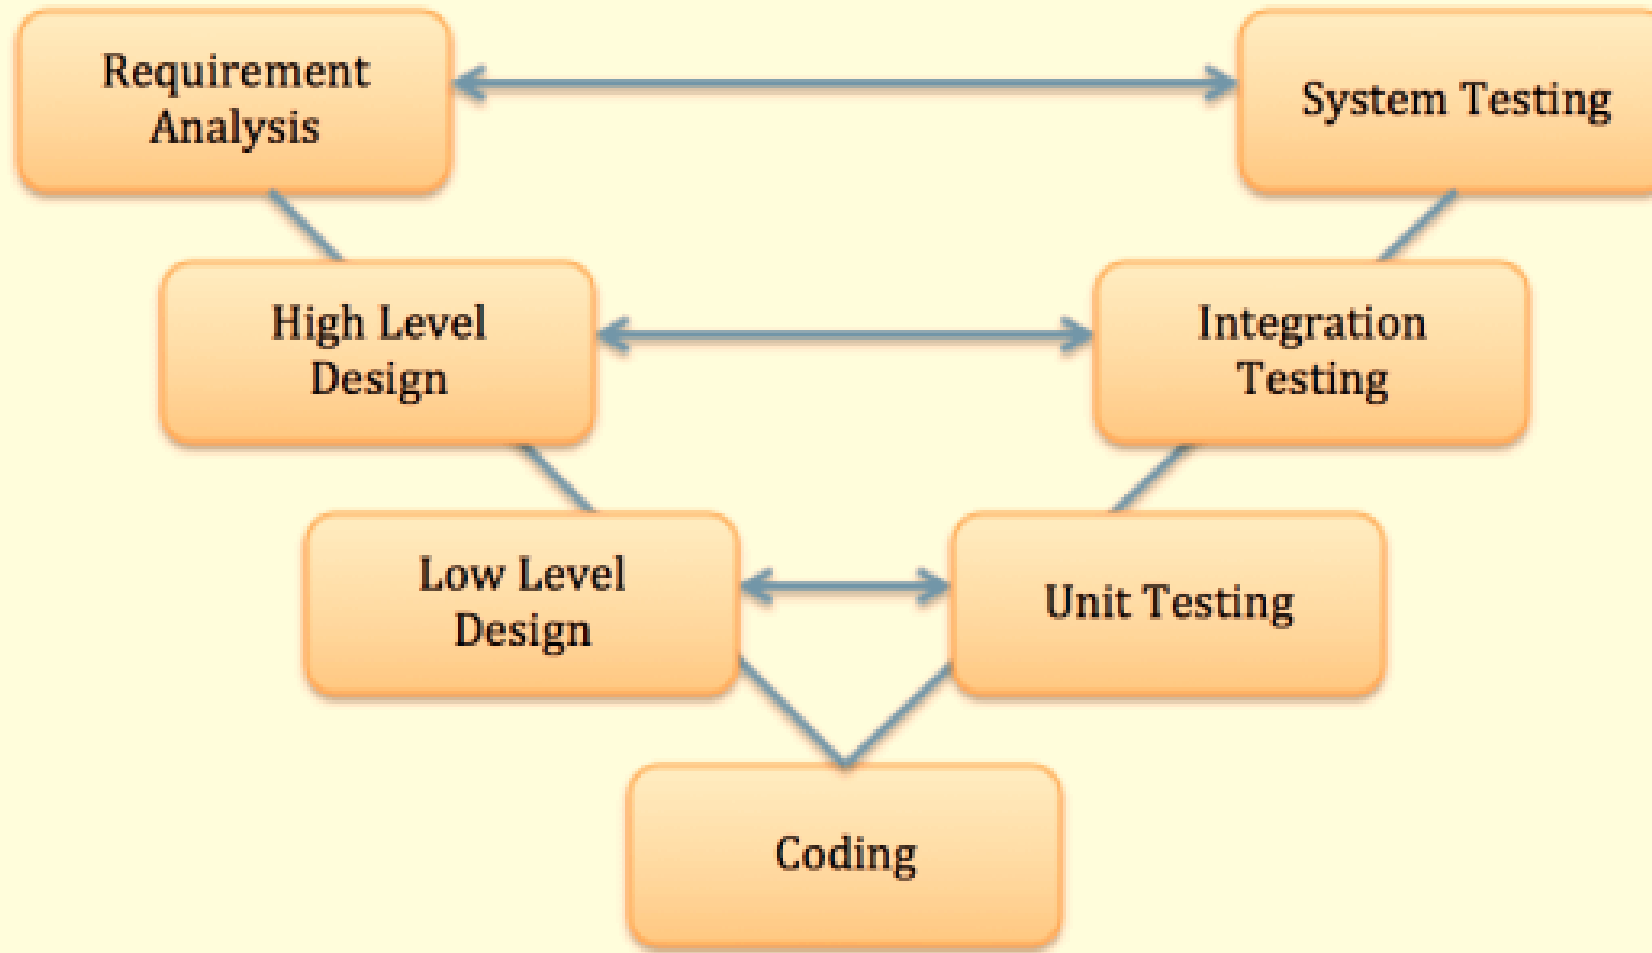 Requirement
Analysis
System Testing
High Level
Design
Integration
Testing
Low Level
Design
Unit Testing
Coding